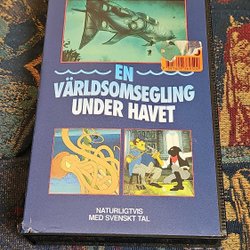 EN
VÄRLDSOMSEGLING
UNDER HAVET
NATURLIGTVIS
MED SVENSKT TAL